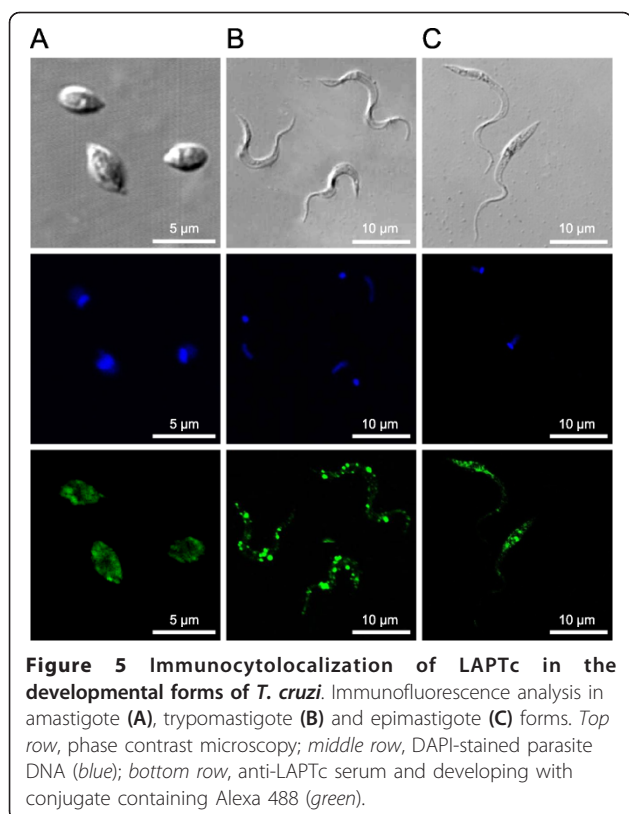 A B C
5 µm 10 µm 10 µm
5 µm 10 µm 10 µm
5 µm 10 µm 10 µm
Figure 5 Immunocytolocalization of LAPTc in the
developmental forms of T. cruzi. Immunofluorescence analysis in
amastigote (A), trypomastigote (B) and epimastigote (C) forms. Top
row, phase contrast microscopy; middle row, DAPI-stained parasite
DNA (blue); bottom row, anti-LAPTc serum and developing with
conjugate containing Alexa 488 (green).